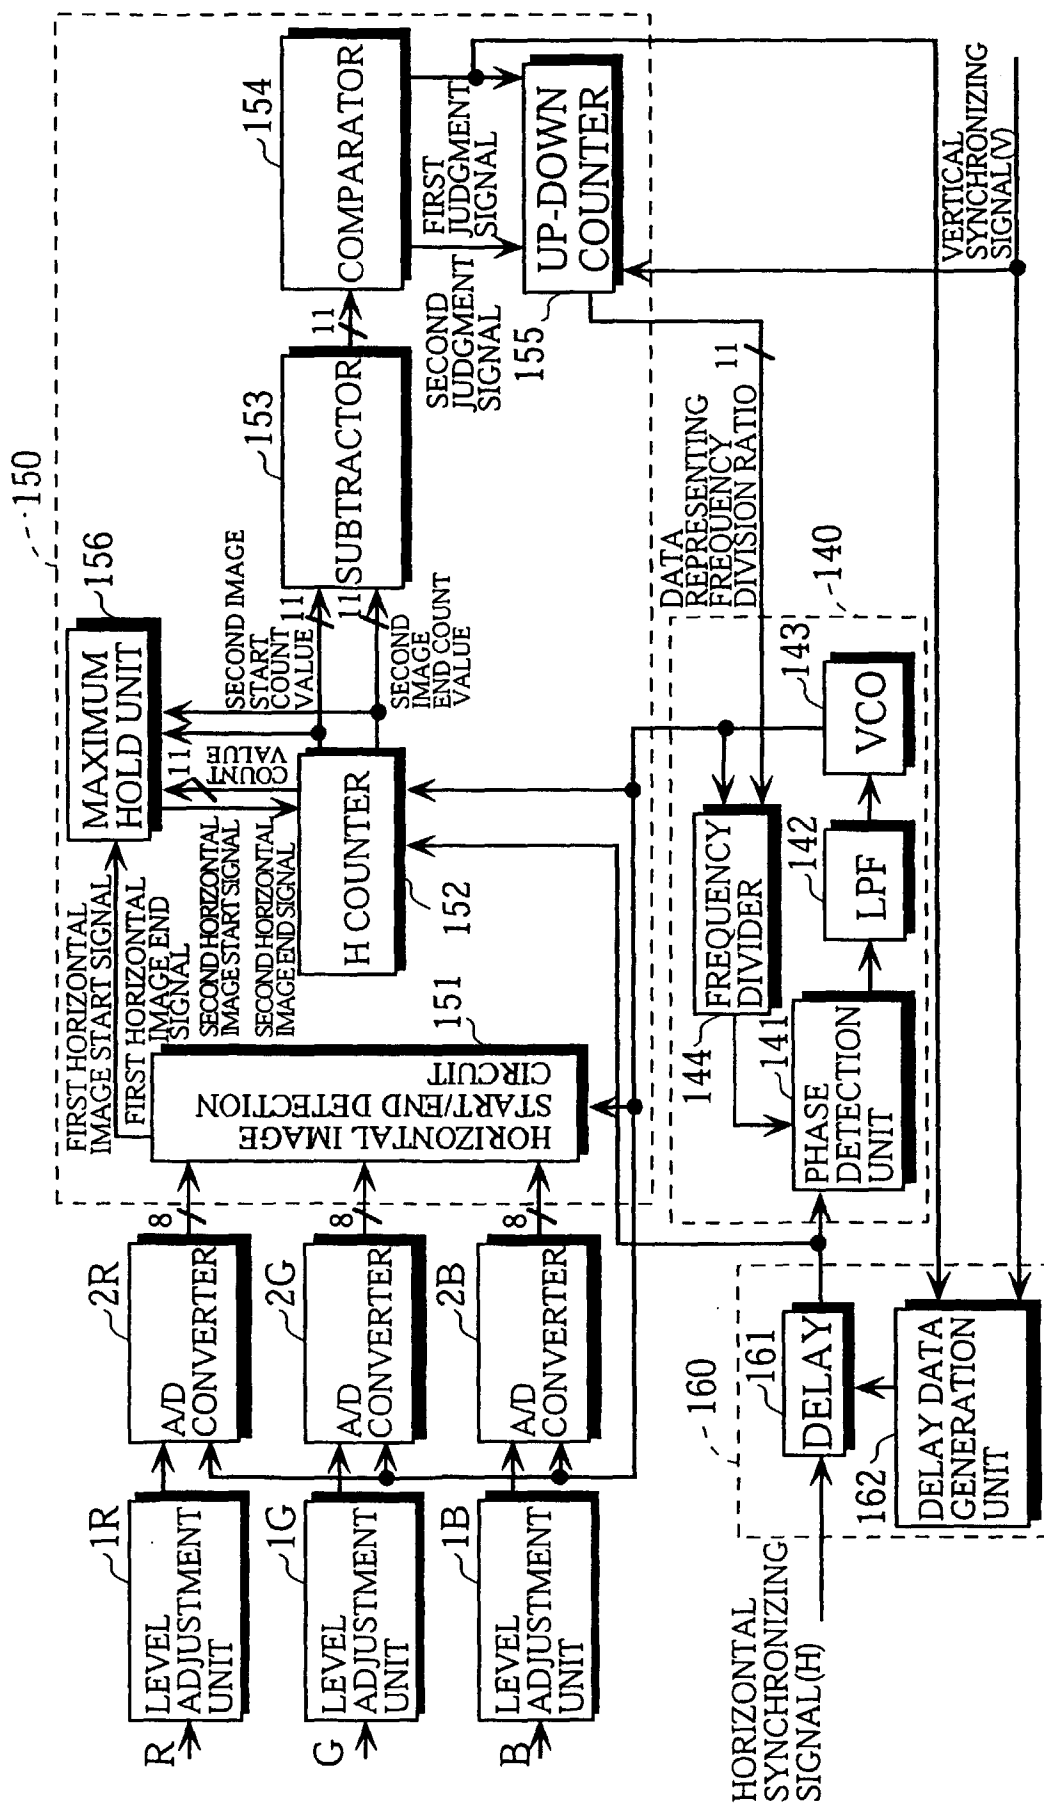 150
R
LEVEL
ADJUSTMENT
UNIT
1R
A/D
CONVERTER
2R
8
G
LEVEL
ADJUSTMENT
UNIT
1G
A/D
CONVERTER
2G
8
B
LEVEL
ADJUSTMENT
UNIT
1B
A/D
CONVERTER
2B
8
HORIZONTAL IMAGE
START/END DETECTION
CIRCUIT
151
FIRST HORIZONTAL
IMAGE START SIGNAL
FIRST HORIZONTAL
IMAGE END
SIGNAL
SECOND HORIZONTAL
IMAGE START SIGNAL
SECOND HORIZONTAL
IMAGE END SIGNAL
MAXIMUM
HOLD UNIT
156
11
COUNT
VALUE
H COUNTER
152
SECOND IMAGE
START
COUNT
VALUE
11
11
SECOND
IMAGE
END COUNT
VALUE
SUBTRACTOR
153
11
COMPARATOR
154
FIRST
JUDGMENT
SIGNAL
SECOND
JUDGMENT
SIGNAL
UP-DOWN
COUNTER
155
11
DATA
REPRESENTING
FREQUENCY
DIVISION RATIO
140
FREQUENCY
DIVIDER
144
PHASE
DETECTION
UNIT
141
LPF
142
VCO
143
VERTICAL
SYNCHRONIZING
SIGNAL(V)
160
DELAY
161
DELAY DATA
GENERATION
UNIT
162
HORIZONTAL
SYNCHRONIZING
SIGNAL(H)